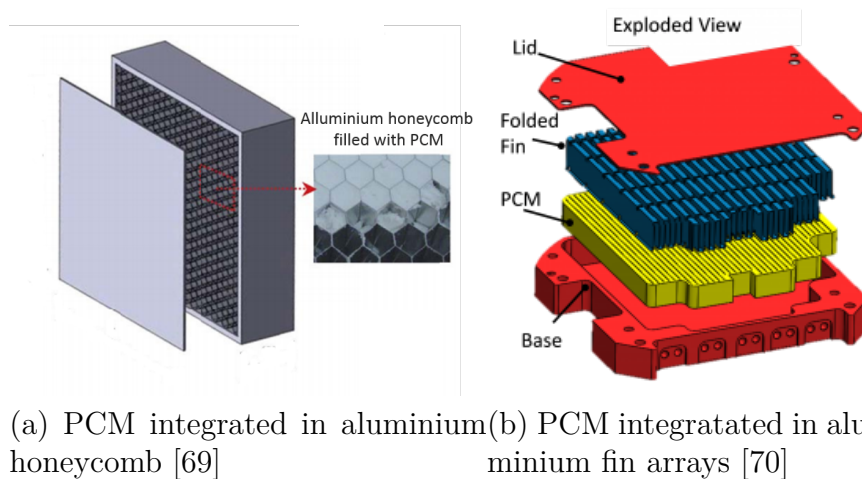 Alluminium honeycomb
filled with PCM
Exploded View
Lid
Folded
Fin
PCM
Base
(a) PCM integrated in aluminium
honeycomb [69]
(b) PCM integratated in alu
minium fin arrays [70]